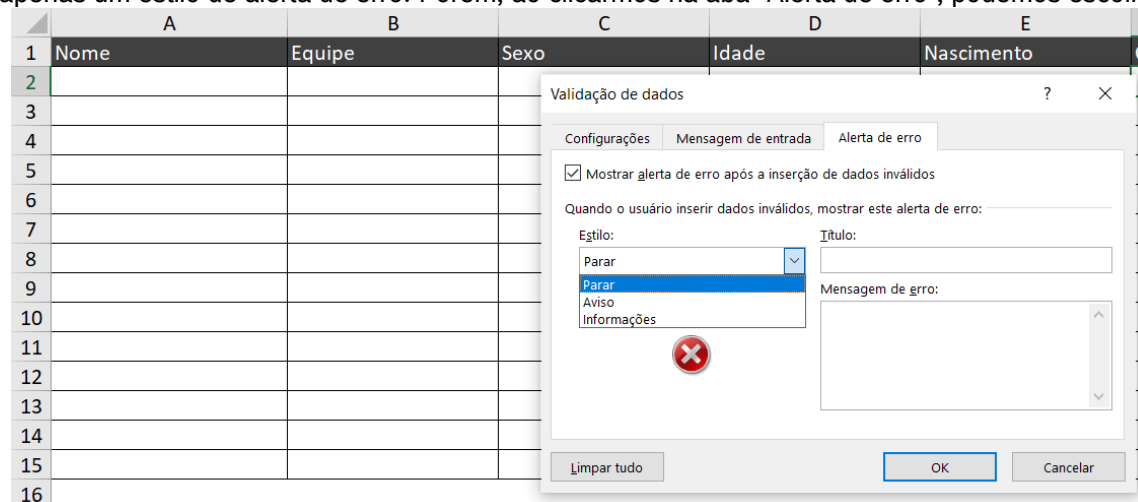 apenas um estilo de alerta de erro. Porém, ao clicarmos na aba "Alerta de erro", podemos
A B C D E
1 Nome Equipe Sexo Idade Nascimento
2
Validação de dados ? ×
3
Configurações Mensagem de entrada Alerta de erro
4
5
Mostrar alerta de erro após a inserção de dados inválidos
6
Quando o usuário inserir dados inválidos, mostrar este alerta de erro:
7
Estilo: Título:
8
Parar
9
Parar Mensagem de erro:
Aviso
10
Informações
11
12
13
14
15
Limpar tudo OK Cancelar
16